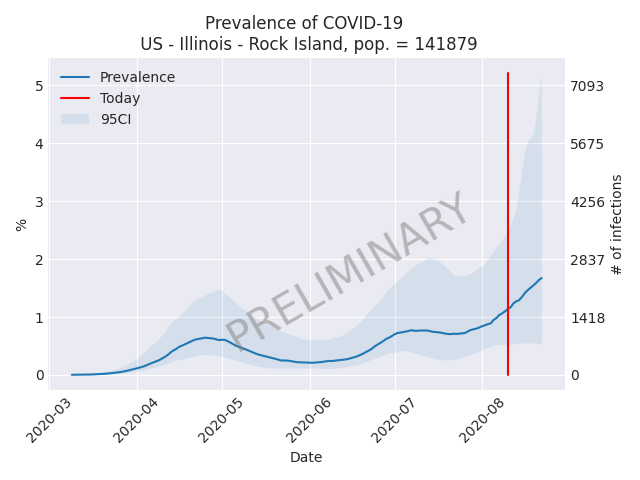 Prevalence of COVID-19
US - Illinois - Rock Island, pop. = 141879
Prevalence
Today
95CI
5
4
3
2
1
0
%
7093
5675
4256
2837
1418
0
# of infections
PRELIMINARY
2020-03
2020-04
2020-05
2020-06
2020-07
2020-08
Date